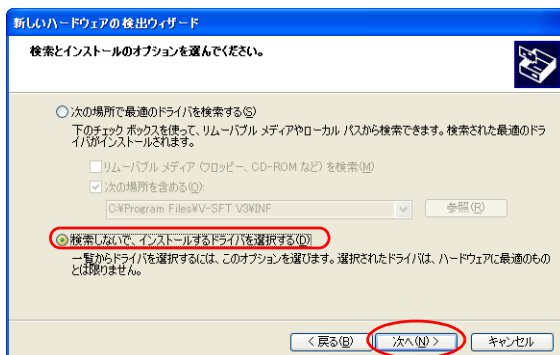 新しいハードウェアの検出ウィザード
検索とインストールのオプションを選んでください。
次の場所で最適のドライバを検索する(S)
下のチェック ボックスを使って、リムーバブル メディアやローカル パスから検索できます。検索された最適のドラ
イバがインストールされます。
リムーバブル メディア (フロッピー、CD-ROM など) を検索(M)
次の場所を含める(O):
C:¥Program Files¥V-SFT V3¥INF
参照(R)
検索しないで、インストールするドライバを選択する(D)
一覧からドライバを選択するには、このオプションを選びます。選択されたドライバは、ハードウェアに最適のもの
とは限りません。
< 戻る(B)
次へ(N) >
キャンセル